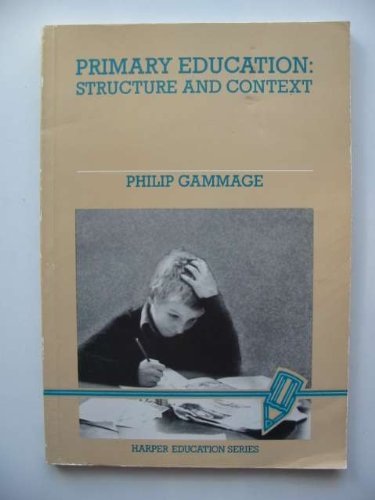 PRIMARY EDUCATION:
STRUCTURE AND CONTEXT
PHILIP GAMMAGE
HARPER EDUCATION SERIES